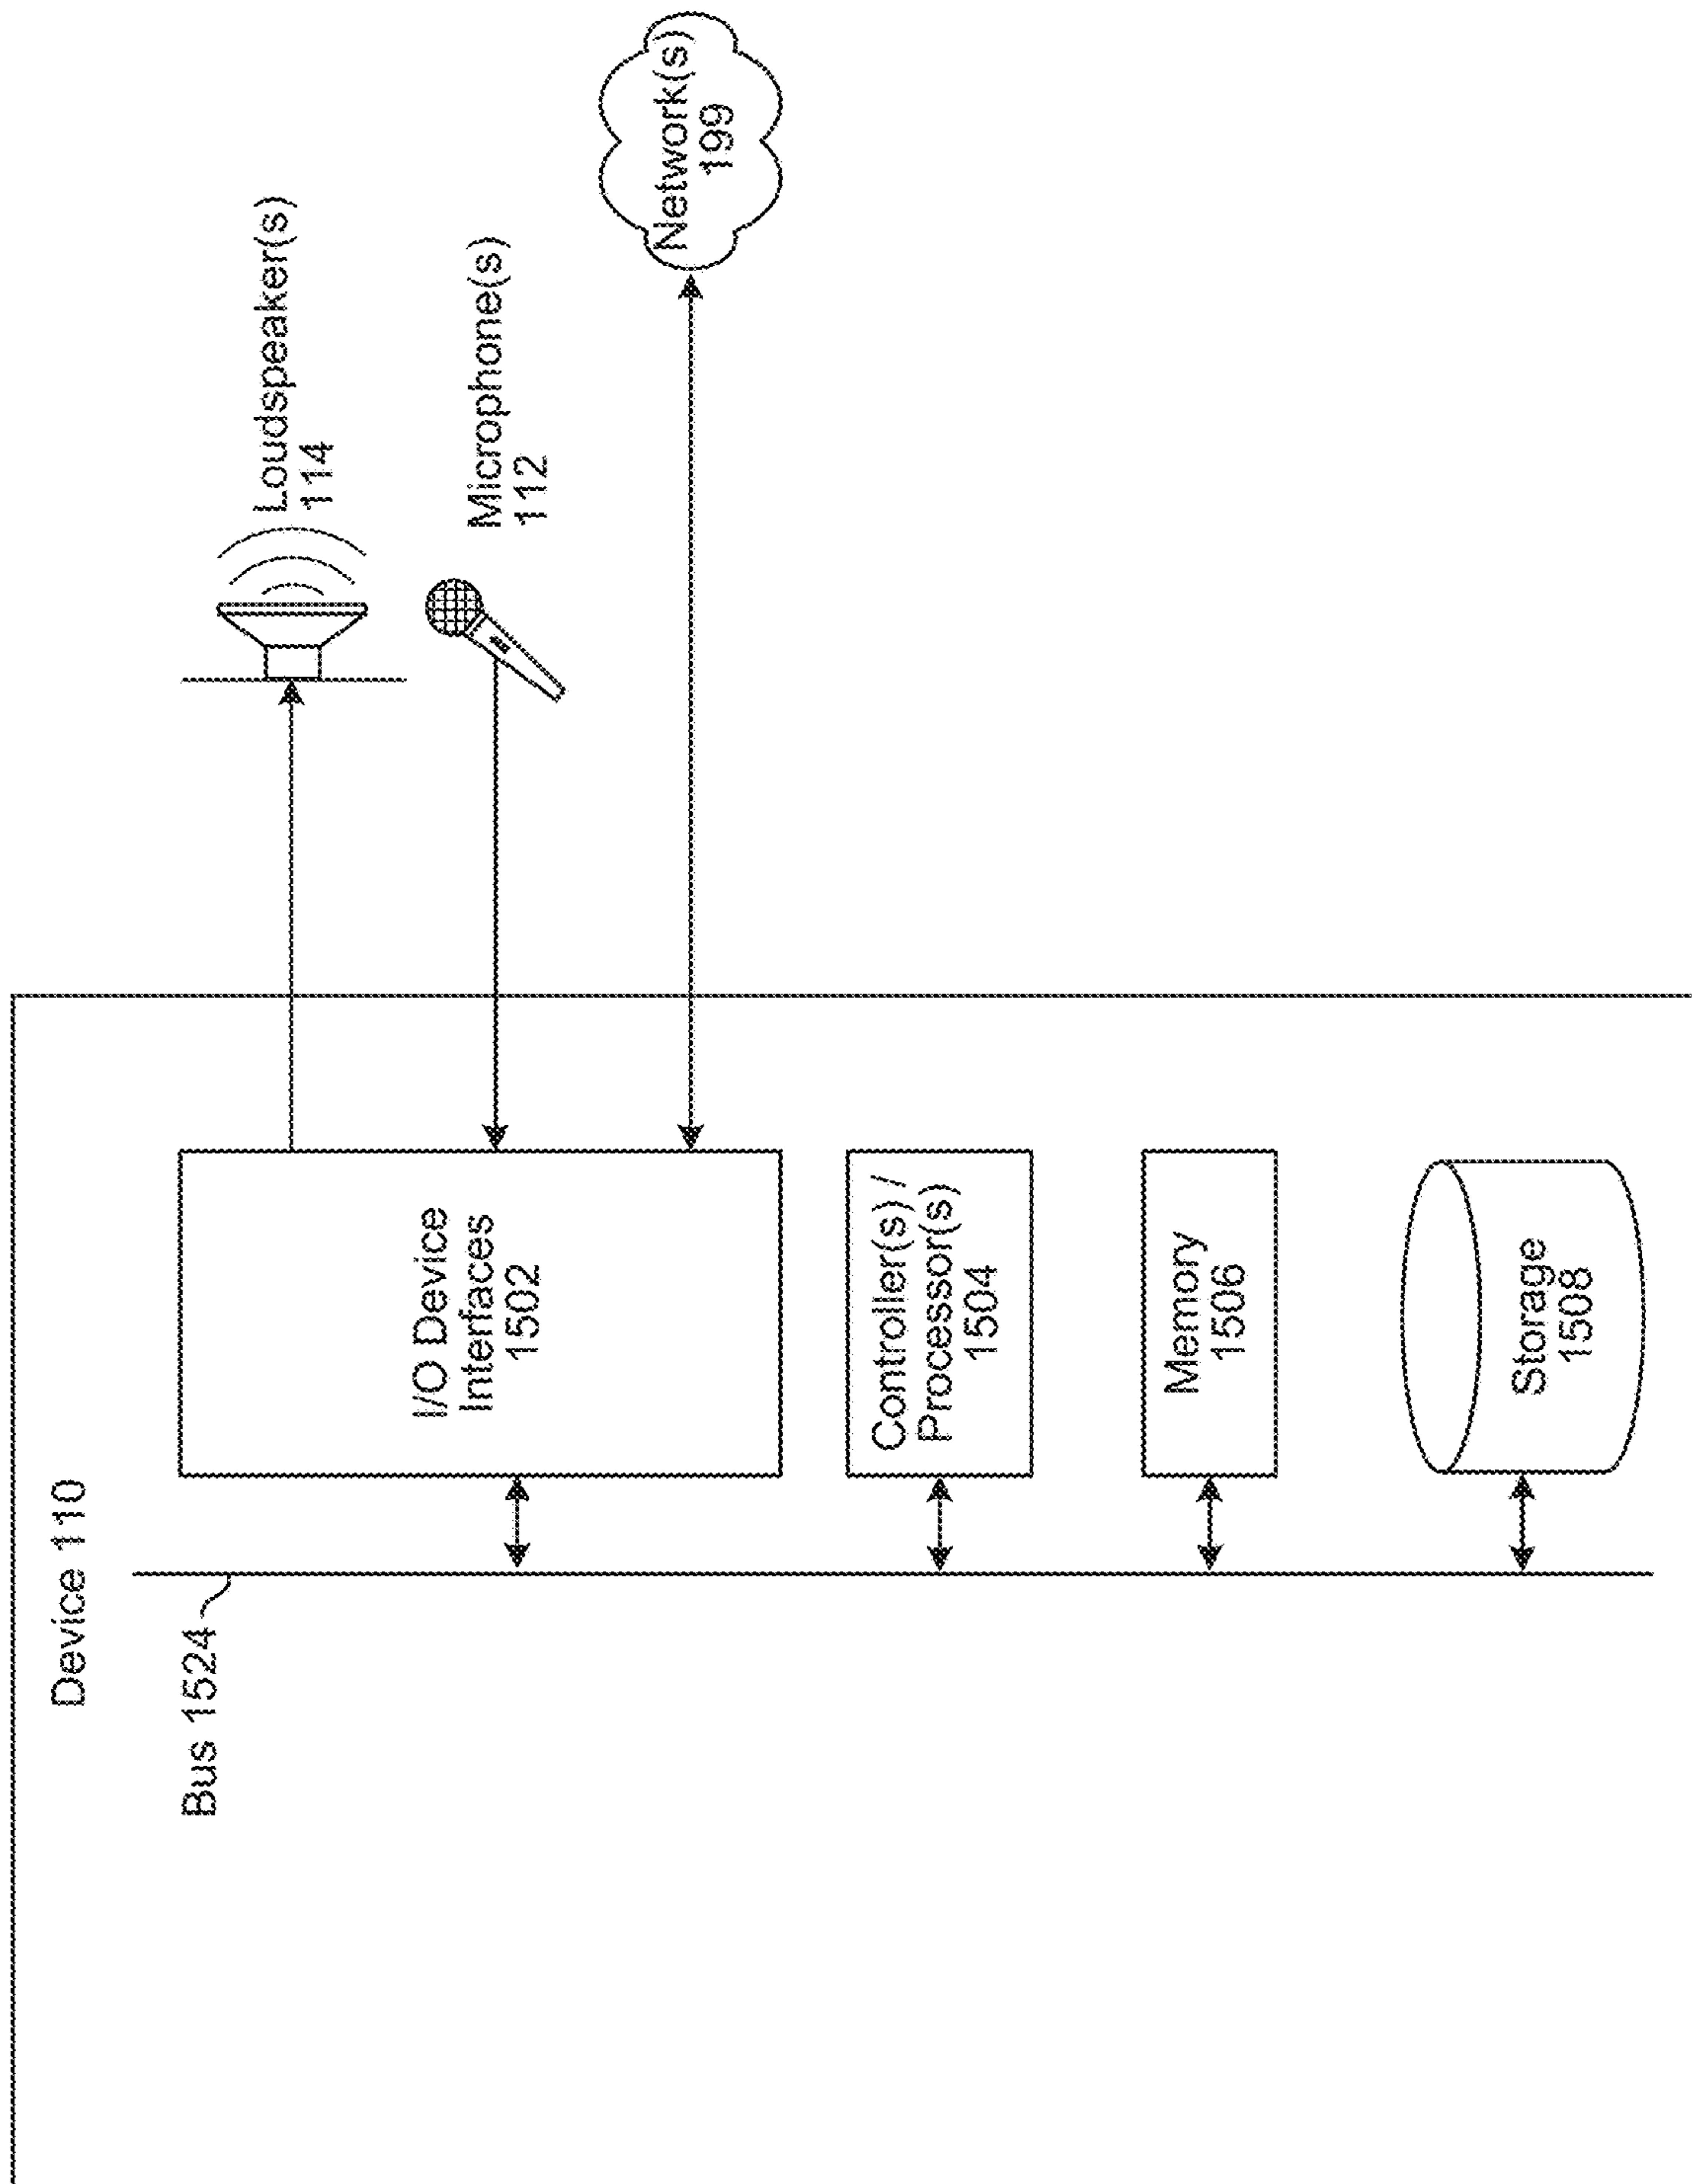 Device 110
Bus 1524
I/O Device
Interfaces
1502
Controller(s) /
Processor(s)
1504
Memory
1506
Storage
1508
Loudspeaker(s)
114
Microphone(s)
112
Network(s)
199